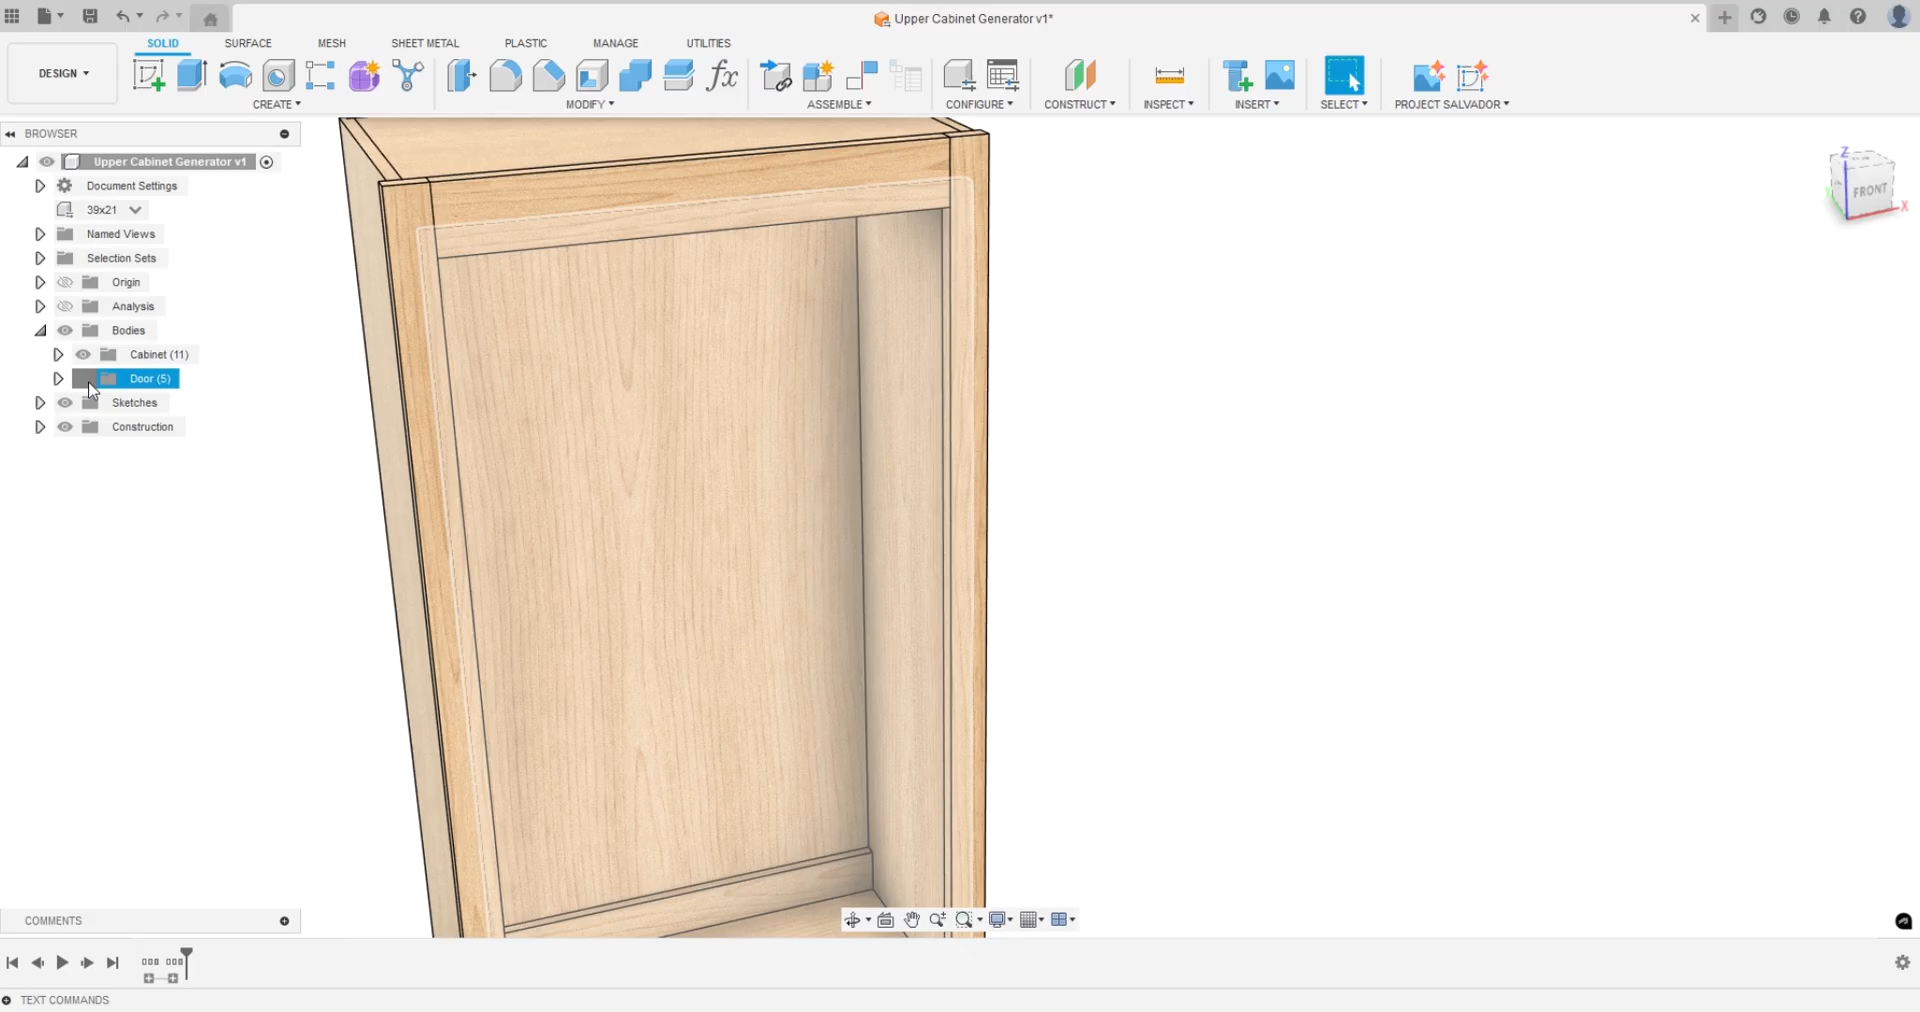 Upper Cabinet Generator v1*
DESIGN
SOLID SURFACE MESH SHEET METAL PLASTIC MANAGE UTILITIES
fx
CREATE MODIFY ASSEMBLE CONFIGURE CONSTRUCT INSPECT INSERT SELECT PROJECT SALVADOR
BROWSER
Upper Cabinet Generator v1
Document Settings
39x21
Named Views
Selection Sets
Origin
Analysis
Bodies
Cabinet (11)
Door (5)
Sketches
Construction
Z
FRONT
X
COMMENTS
TEXT COMMANDS